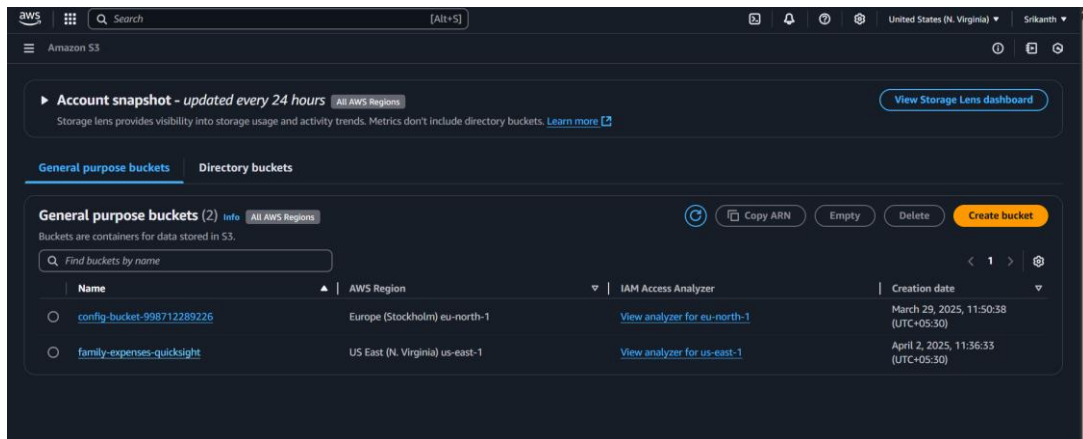 aws Search [Alt+S] United States (N. Virginia) ▼ Srikanth ▼
Amazon S3
Account snapshot - updated every 24 hours All AWS Regions View Storage Lens dashboard
Storage lens provides visibility into storage usage and activity trends. Metrics don't include directory buckets. Learn more
General purpose buckets Directory buckets
General purpose buckets (2) Info All AWS Regions Copy ARN Empty Delete Create bucket
Buckets are containers for data stored in S3.
Find buckets by name < 1 >
Name AWS Region IAM Access Analyzer Creation date
config-bucket-998712289226 Europe (Stockholm) eu-north-1 View analyzer for eu-north-1 March 29, 2025, 11:50:38
(UTC+05:30)
family-expenses-quicksight US East (N. Virginia) us-east-1 View analyzer for us-east-1 April 2, 2025, 11:36:33
(UTC+05:30)